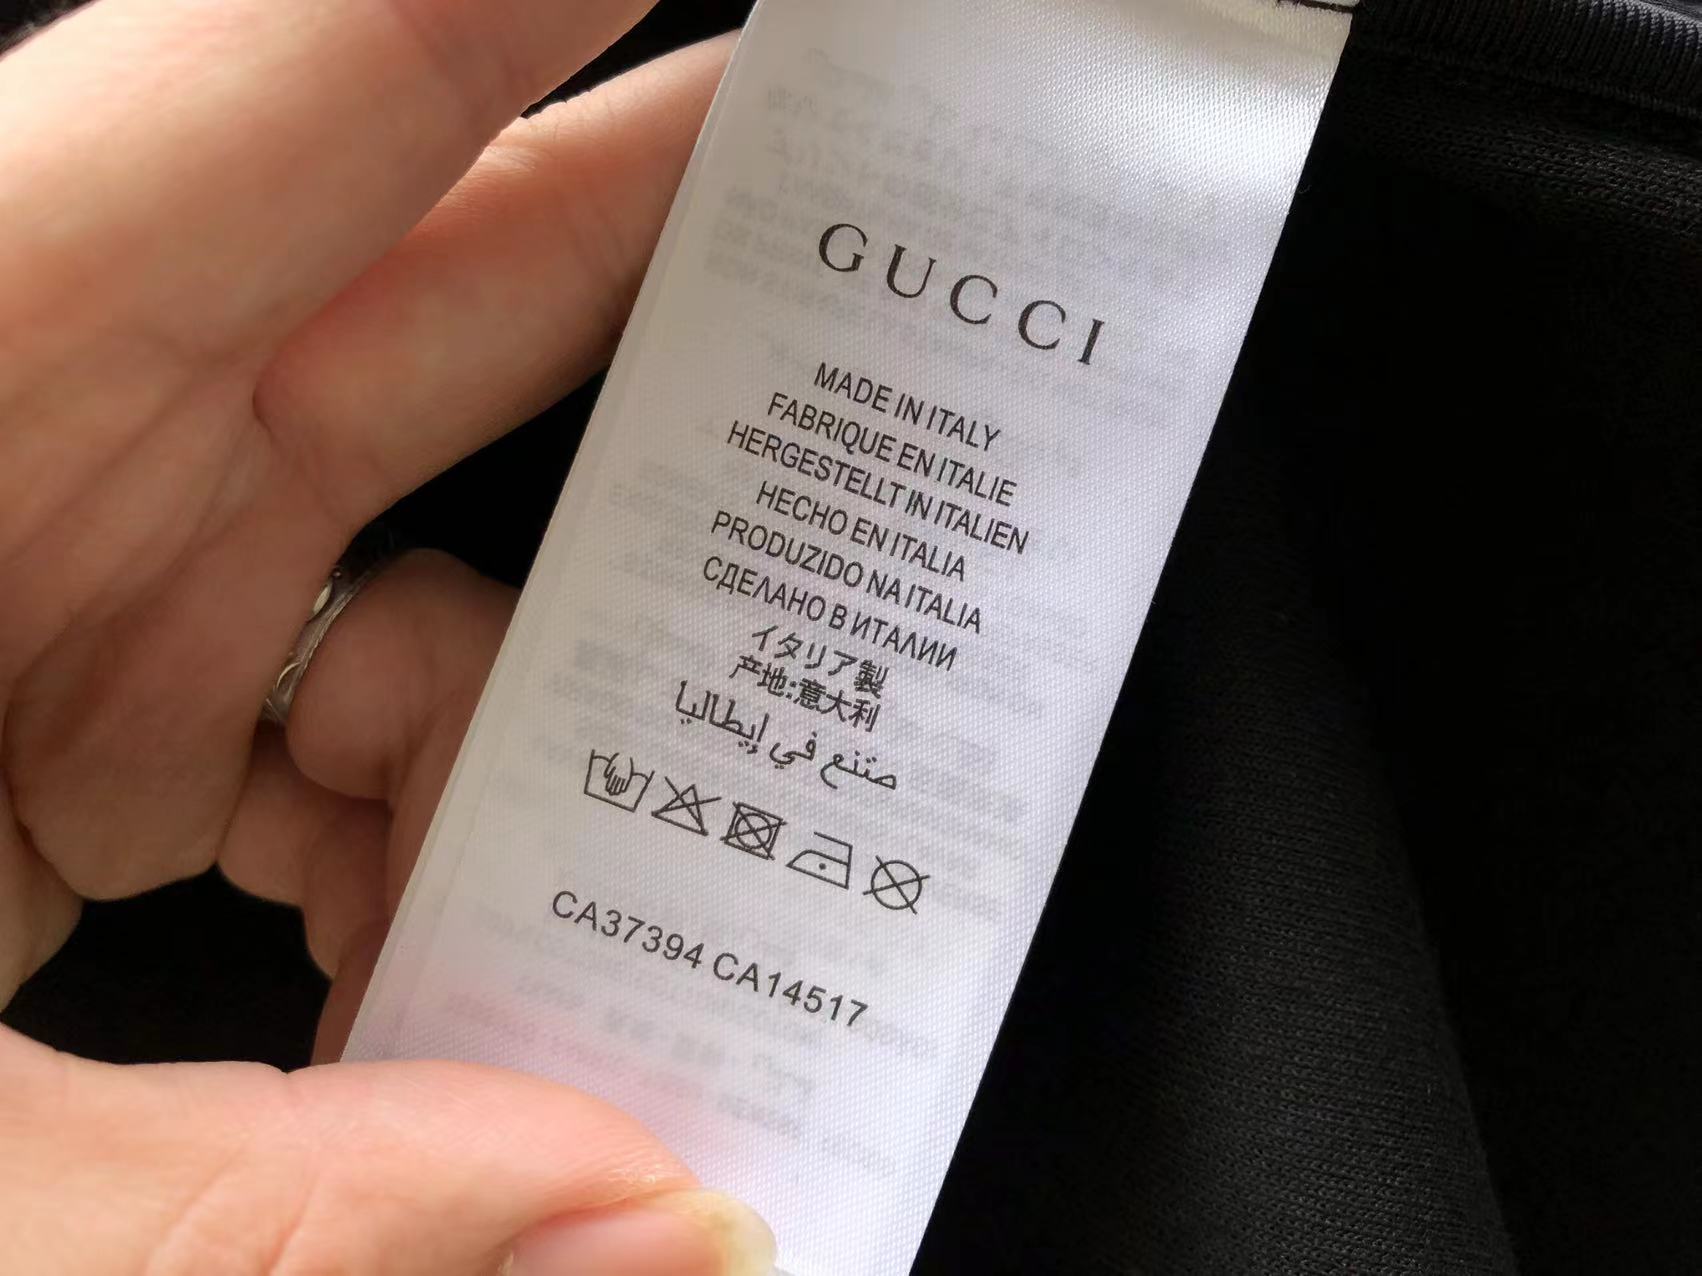 GUCCI
MADE IN ITALY
FABRIQUE EN ITALIE
HERGESTELLT IN ITALIEN
HECHO EN ITALIA
PRODUZIDO NA ITALIA
СДЕЛАНО В ИТАЛИИ
イタリア製
产地:意大利
صتنع في إيطاليا
CA37394 CA14517